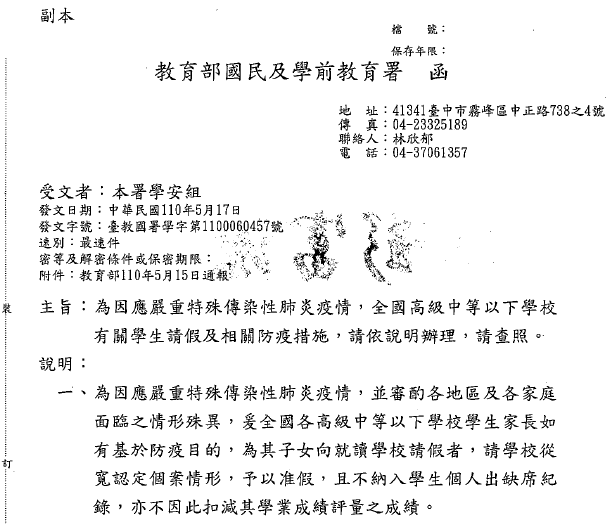 副本
檔　　號：
保存年限：
教育部國民及學前教育署　函
地　址：41341臺中市霧峰區中正路738之4號
傳　真：04-23325189
聯絡人：林欣郁
電　話：04-37061357
受文者：本署學安組
發文日期：中華民國110年5月17日
發文字號：臺教國署學字第1100060457號
速別：最速件
密等及解密條件或保密期限：
附件：教育部110年5月15日通報
主旨：為因應嚴重特殊傳染性肺炎疫情，全國高級中等以下學校
有關學生請假及相關防疫措施，請依說明辦理，請查照。
說明：
一、為因應嚴重特殊傳染性肺炎疫情，並審酌各地區及各家庭
面臨之情形殊異，爰全國各高級中等以下學校學生家長如
有基於防疫目的，為其子女向就讀學校請假者，請學校從
寬認定個案情形，予以准假，且不納入學生個人出缺席紀
錄，亦不因此扣減其學業成績評量之成績。
裝
訂